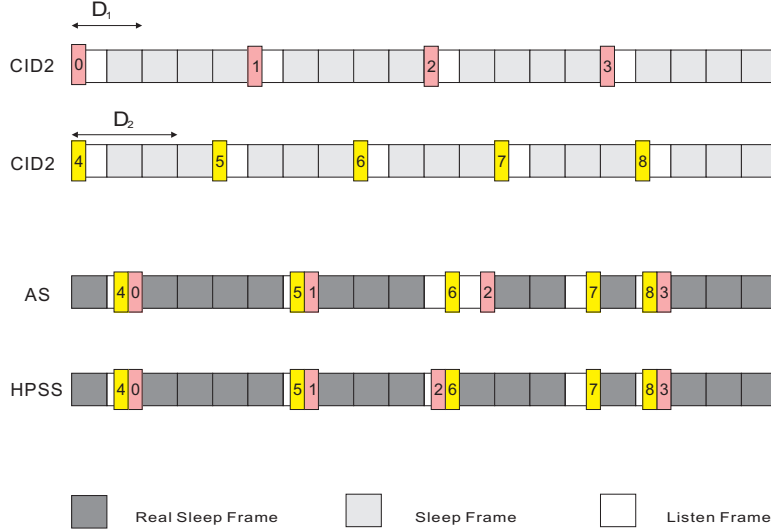 D1
CID2 0 1 2 3
D2
CID2 4 5 6 7 8
AS 4 0 5 1 6 2 7 8 3
HPSS 4 0 5 1 2 6 7 8 3
Real Sleep Frame Sleep Frame Listen Frame